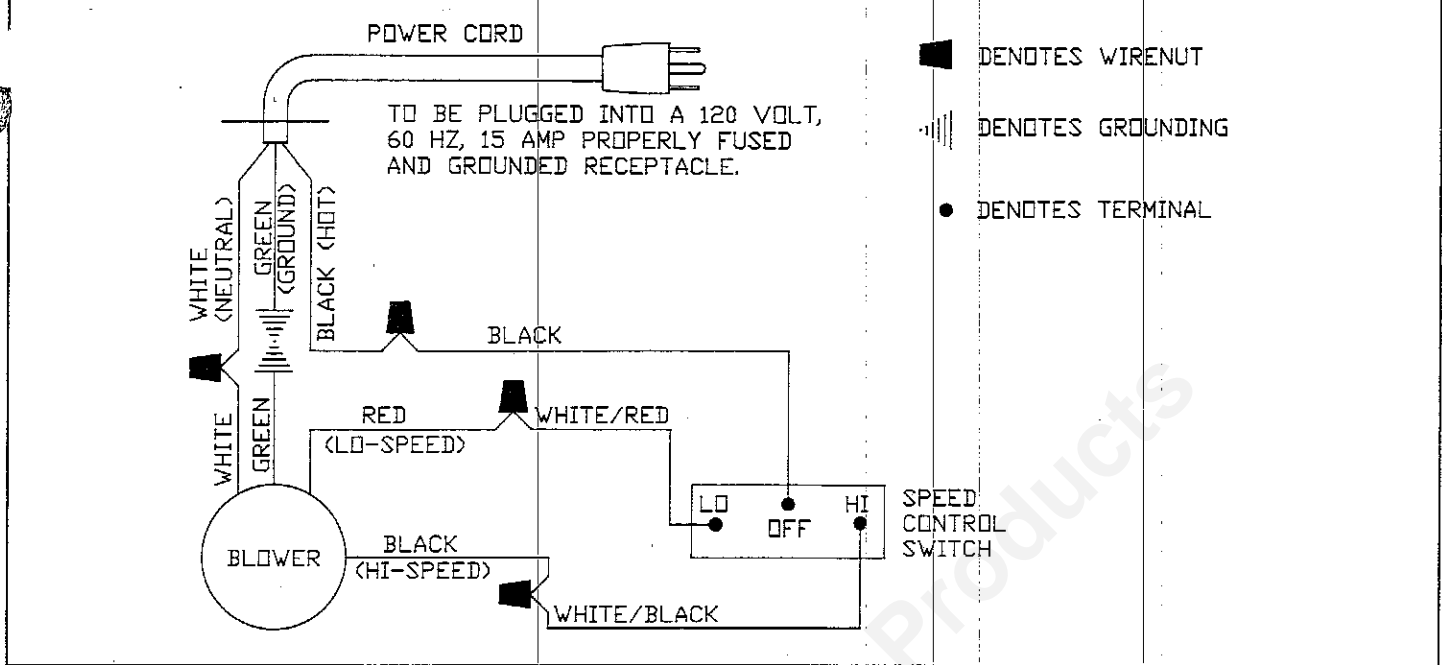 POWER CORD
TO BE PLUGGED INTO A 120 VOLT,
60 HZ, 15 AMP PROPERLY FUSED
AND GROUNDED RECEPTACLE.
DENOTES WIRENUT
DENOTES GROUNDING
DENOTES TERMINAL
WHITE
(NEUTRAL)
GREEN
(GROUND)
BLACK (HOT)
BLACK
WHITE
GREEN
RED
(LO-SPEED)
WHITE/RED
BLOWER
BLACK
(HI-SPEED)
WHITE/BLACK
LO
OFF
HI
SPEED
CONTROL
SWITCH
Products